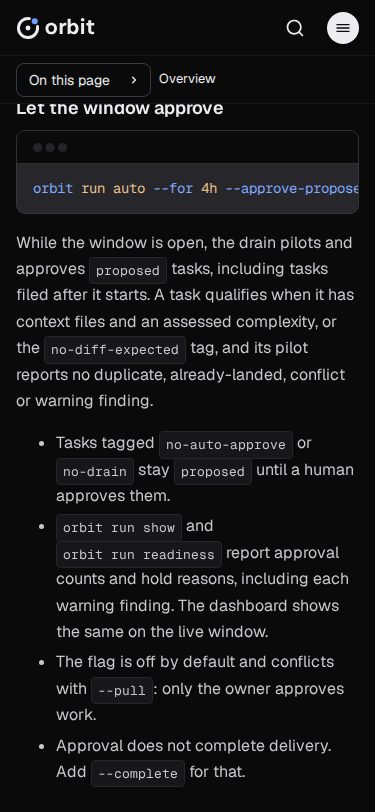 orbit
On this page
Overview
Let the window approve
orbit run auto --for 4h --approve-propose
While the window is open, the drain pilots and
approves proposed tasks, including tasks
filed after it starts. A task qualifies when it has
context files and an assessed complexity, or
the no-diff-expected tag, and its pilot
reports no duplicate, already-landed, conflict
or warning finding.
• Tasks tagged no-auto-approve or
no-drain stay proposed until a human
approves them.
• orbit run show and
orbit run readiness report approval
counts and hold reasons, including each
warning finding. The dashboard shows
the same on the live window.
• The flag is off by default and conflicts
with --pull: only the owner approves
work.
• Approval does not complete delivery.
Add --complete for that.